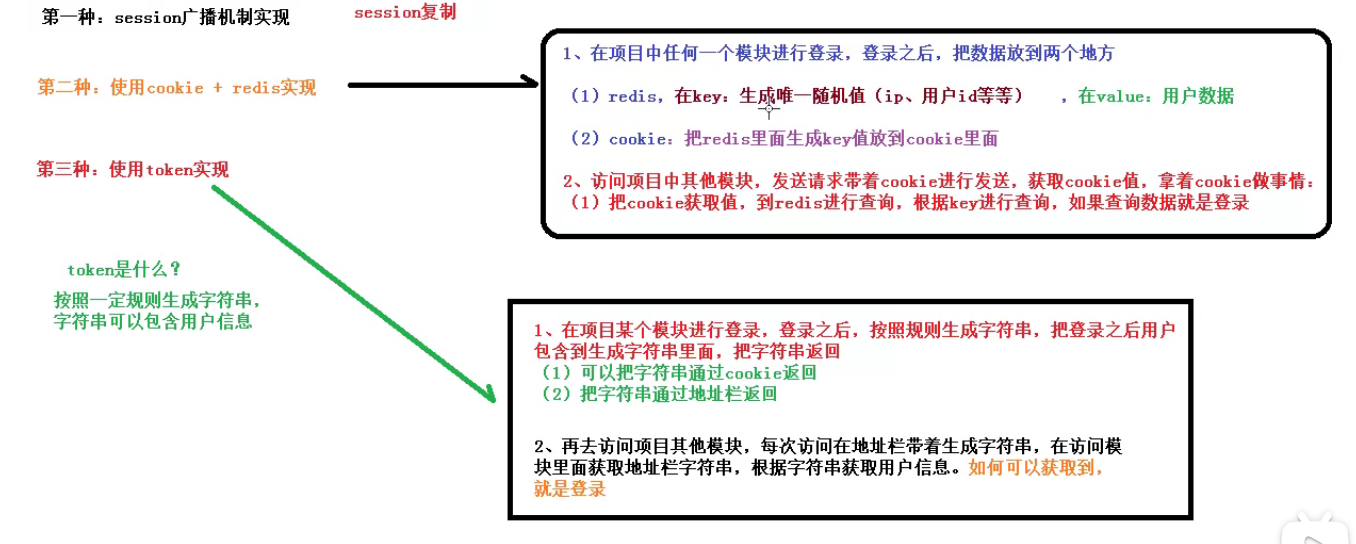 第一种：session广播机制实现
session复制
第二种：使用cookie + redis实现
1、在项目中任何一个模块进行登录，登录之后，把数据放到两个地方
（1）redis，在key：生成唯一随机值（ip、用户id等等） ，在value：用户数据
（2）cookie：把redis里面生成key值放到cookie里面
2、访问项目中其他模块，发送请求带着cookie进行发送，获取cookie值，拿着cookie做事情：
（1）把cookie获取值，到redis进行查询，根据key进行查询，如果查询数据就是登录
第三种：使用token实现
token是什么？
按照一定规则生成字符串，
字符串可以包含用户信息
1、在项目某个模块进行登录，登录之后，按照规则生成字符串，把登录之后用户
包含到生成字符串里面，把字符串返回
（1）可以把字符串通过cookie返回
（2）把字符串通过地址栏返回
2、再去访问项目其他模块，每次访问在地址栏带着生成字符串，在访问模
块里面获取地址栏字符串，根据字符串获取用户信息。如何可以获取到，
就是登录